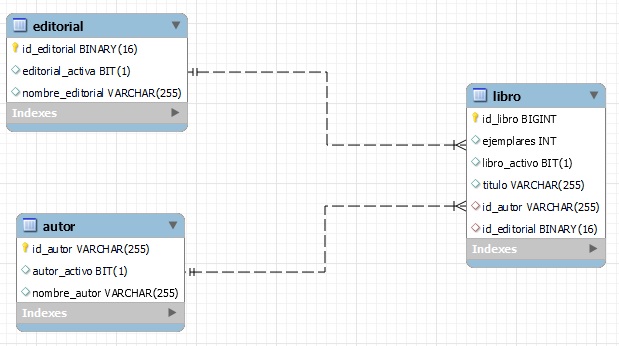 editorial
id_editorial BINARY(16)
editorial_activa BIT(1)
nombre_editorial VARCHAR(255)
Indexes
libro
id_libro BIGINT
ejemplares INT
libro_activo BIT(1)
titulo VARCHAR(255)
id_autor VARCHAR(255)
id_editorial BINARY(16)
Indexes
autor
id_autor VARCHAR(255)
autor_activo BIT(1)
nombre_autor VARCHAR(255)
Indexes